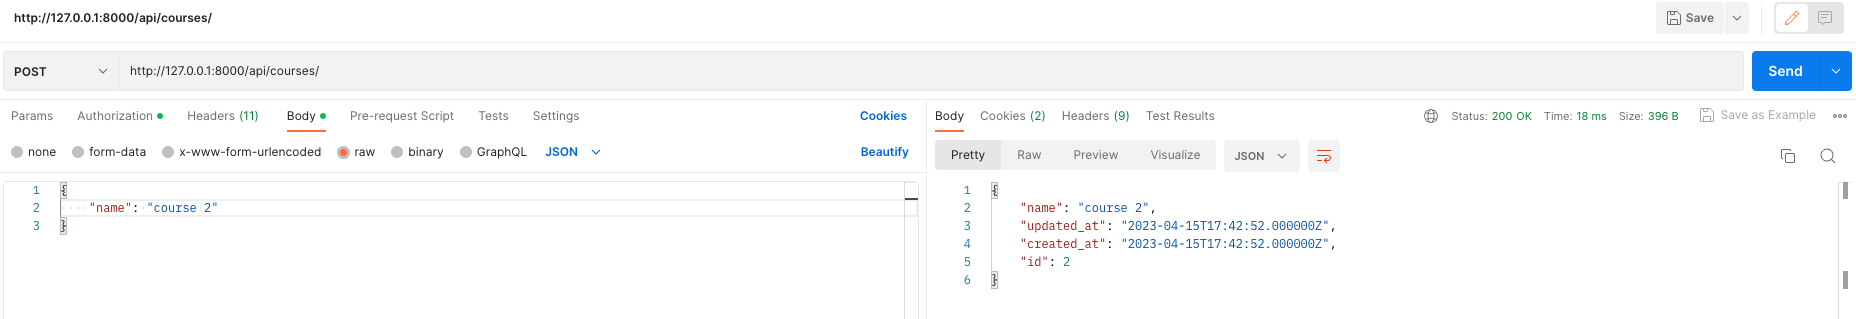 http://127.0.0.1:8000/api/courses/
Save
POST
http://127.0.0.1:8000/api/courses/
Send
Params Authorization Headers (11) Body Pre-request Script Tests Settings Cookies
none form-data x-www-form-urlencoded raw binary GraphQL JSON Beautify
1 {
2 "name": "course 2"
3 }
Body Cookies (2) Headers (9) Test Results Status: 200 OK Time: 18 ms Size: 396 B Save as Example
Pretty Raw Preview Visualize JSON
1 {
2 "name": "course 2",
3 "updated_at": "2023-04-15T17:42:52.000000Z",
4 "created_at": "2023-04-15T17:42:52.000000Z",
5 "id": 2
6 }